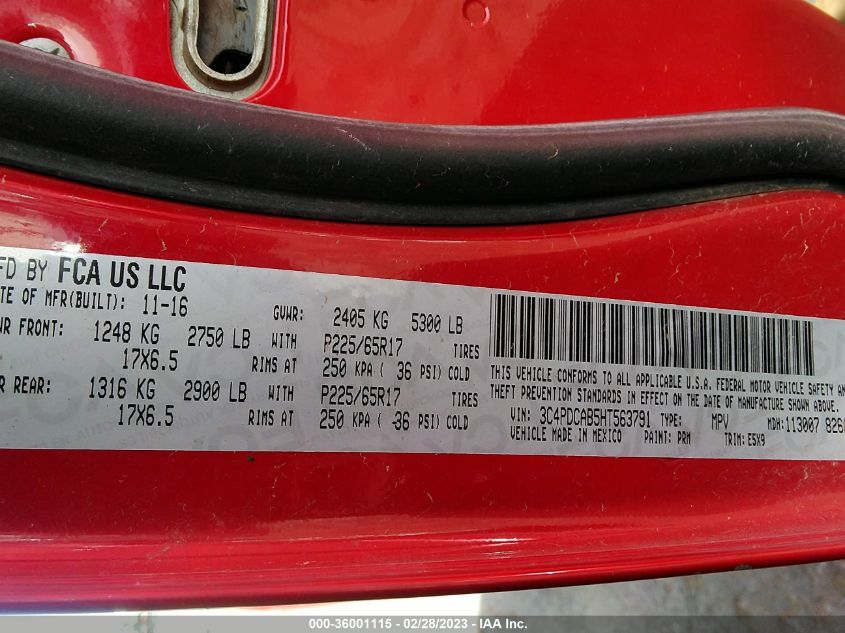 FD BY FCA US LLC
TE OF MFR(BUILT): 11-16 GVWR: 2405 KG 5300 LB
WR FRONT: 1248 KG 2750 LB WITH P225/65R17 TIRES
17X6.5 RIMS AT 250 KPA ( 36 PSI) COLD
R REAR: 1316 KG 2900 LB WITH P225/65R17 TIRES
17X6.5 RIMS AT 250 KPA ( 36 PSI) COLD
THIS VEHICLE CONFORMS TO ALL APPLICABLE U.S.A. FEDERAL MOTOR VEHICLE SAFETY AN
THEFT PREVENTION STANDARDS IN EFFECT ON THE DATE OF MANUFACTURE SHOWN ABOV
VIN: 3C4PDCAB5HT563791 TYPE: MPV MDH:113007 826
VEHICLE MADE IN MEXICO PAINT: PRM TRIM: E5X9
000-36001115 - 02/28/2023 - IAA Inc.